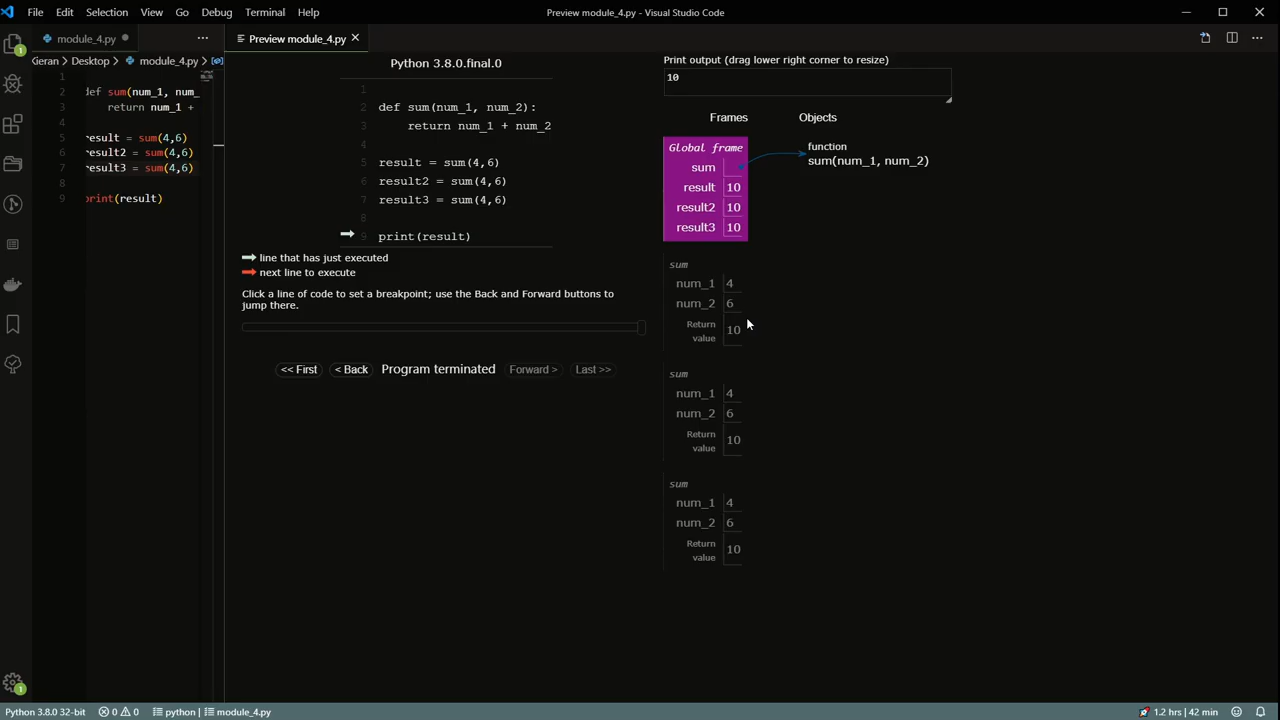 File Edit Selection View Go Debug Terminal Help
Preview module_4.py - Visual Studio Code
module_4.py
Preview module_4.py
Kieran > Desktop > module_4.py >
1
2 def sum(num_1, num_
3 return num_1 +
4
5 result = sum(4,6)
6 result2 = sum(4,6)
7 result3 = sum(4,6)
8
9 print(result)
Python 3.8.0.final.0
1
2 def sum(num_1, num_2):
3 return num_1 + num_2
4
5 result = sum(4,6)
6 result2 = sum(4,6)
7 result3 = sum(4,6)
8
9 print(result)
line that has just executed
next line to execute
Click a line of code to set a breakpoint; use the Back and Forward buttons to
jump there.
<< First
< Back
Program terminated
Forward >
Last >>
Print output (drag lower right corner to resize)
10
Frames
Objects
Global frame
sum
result 10
result2 10
result3 10
function
sum(num_1, num_2)
sum
num_1 4
num_2 6
Return
value 10
sum
num_1 4
num_2 6
Return
value 10
sum
num_1 4
num_2 6
Return
value 10
1
1
Python 3.8.0 32-bit
0
0
python
module_4.py
1.2 hrs | 42 min